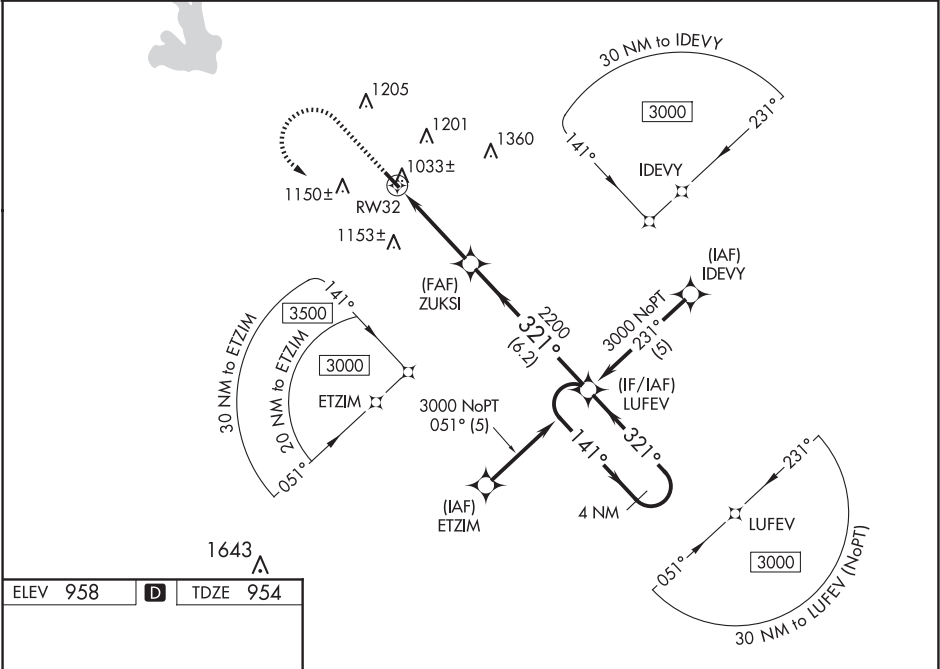 30 NM to IDEVY
3000
141°
231°
IDEVY
1205
1201
1360
1033±
1150±
RW32
1153±
(FAF)
ZUKSI
(IAF)
IDEVY
2200
321°
(6.2)
3000 NoPT
231°
(5)
(IF/IAF)
LUFEV
141°
3500
30 NM to ETZIM
20 NM to ETZIM
3000
ETZIM
051°
3000 NoPT
051° (5)
(IAF)
ETZIM
141°
321°
4 NM
231°
LUFEV
051°
3000
30 NM to LUFEV (NoPT)
1643
ELEV 958 D TDZE 954